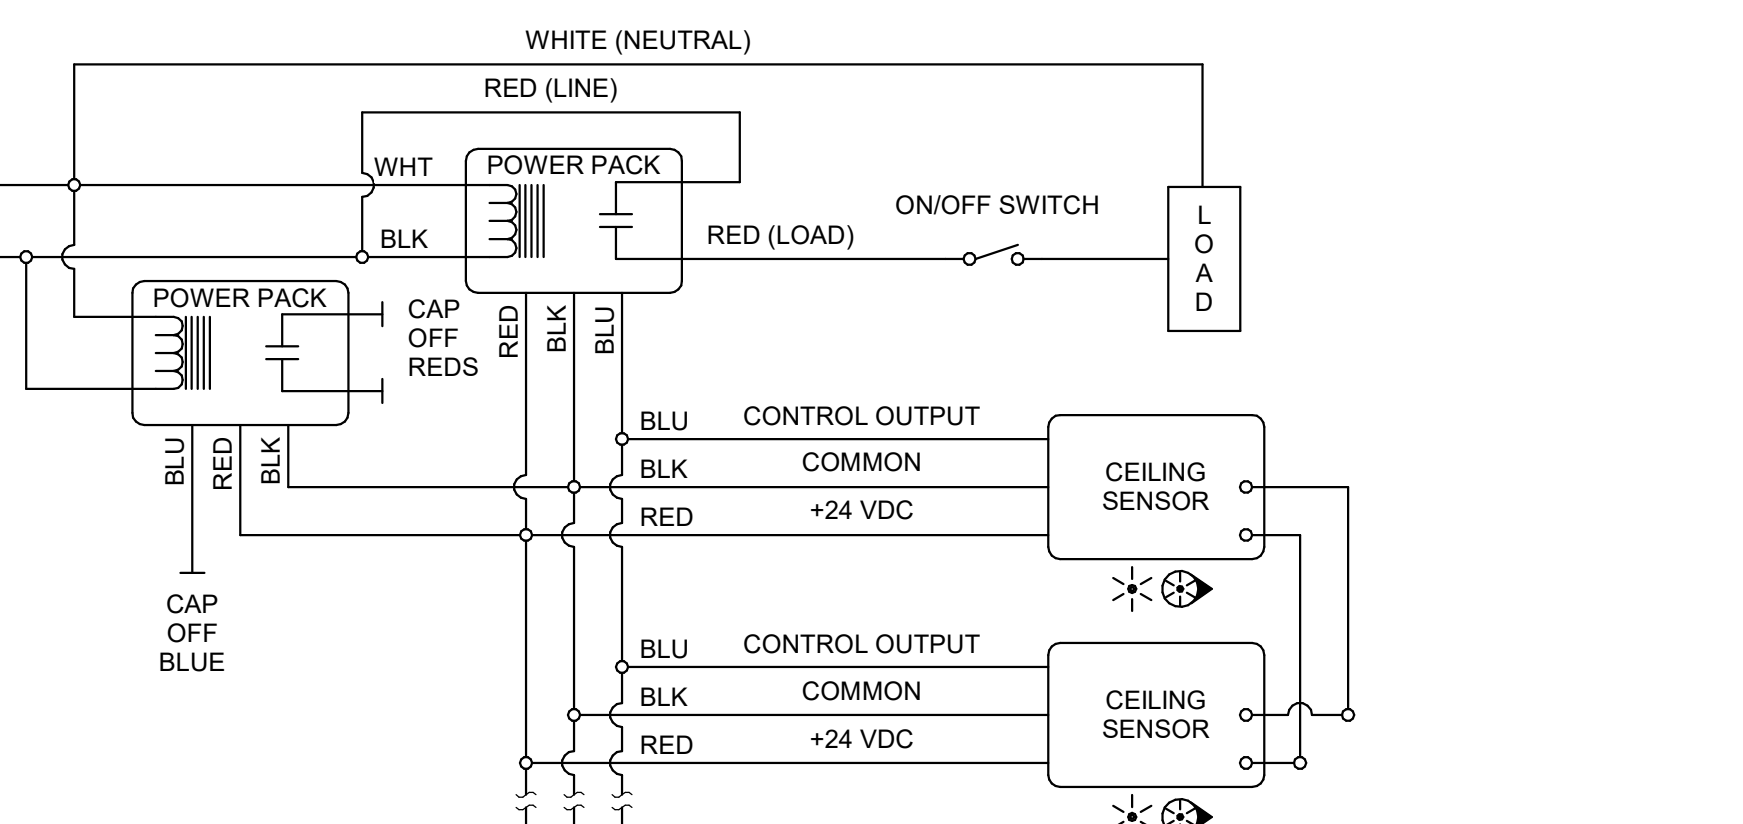 WHITE (NEUTRAL)
RED (LINE)
WHT
POWER PACK
ON/OFF SWITCH
BLK
RED (LOAD)
L
O
A
D
POWER PACK
CAP
OFF
REDS
RED
BLK
BLU
BLU
CONTROL OUTPUT
BLU
RED
BLK
BLK
COMMON
CEILING
SENSOR
RED
+24 VDC
CAP
OFF
BLUE
BLU
CONTROL OUTPUT
BLK
COMMON
CEILING
SENSOR
RED
+24 VDC